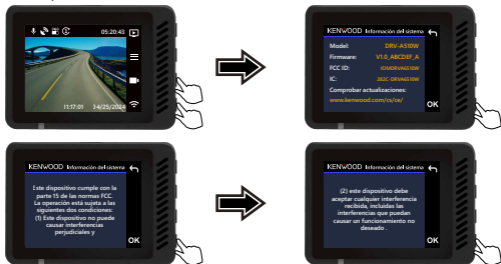 05:20:43
11:17:01 34/25/2024
KENWOOD Información del sistema
Model: DRV-A510W
Firmware: V1.0_ABCDEF_A
FCC ID: IOMDRVA510W
IC: 282C-DRVA510W
Comprobar actualizaciones:
www.kenwood.com/cs/ce/
OK
KENWOOD Información del sistema
Este dispositivo cumple con la
parte 15 de las normas FCC.
La operación está sujeta a las
siguientes dos condiciones:
(1) Este dispositivo no puede
causar interferencias
perjudiciales y
OK
KENWOOD Información del sistema
(2) este dispositivo debe
aceptar cualquier interferencia
recibida, incluidas las
interferencias que puedan
causar un funcionamiento no
deseado .
OK